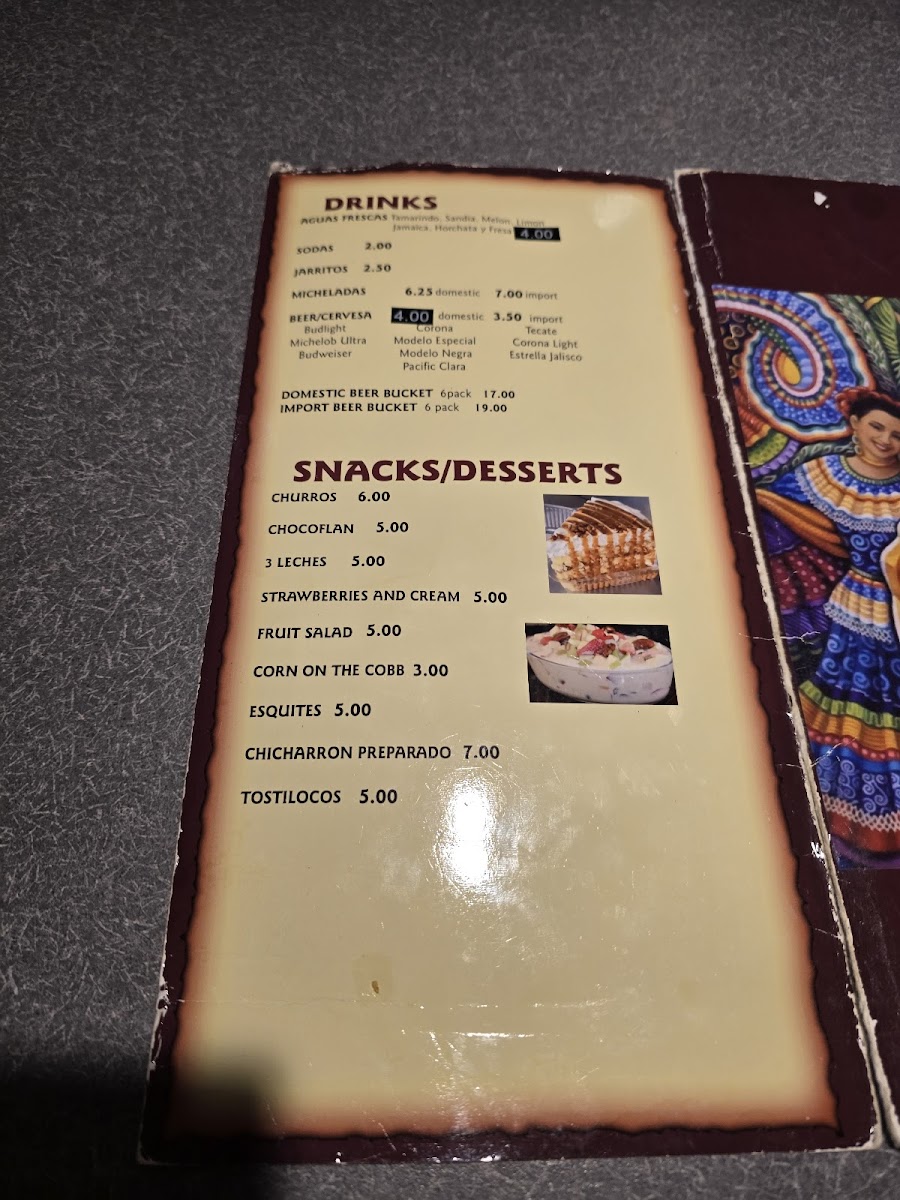 DRINKS
AGUAS FRESCAS Tamarindo, Sandia, Melon, Limon
Jamaica, Horchata y Fresa 4.00
SODAS 2.00
JARRITOS 2.50
MICHELADAS 6.25 domestic 7.00 import
BEER/CERVESA 4.00 domestic 3.50 import
Budlight Corona Tecate
Michelob Ultra Modelo Especial Corona Light
Budweiser Modelo Negra Estrella Jalisco
Pacific Clara
DOMESTIC BEER BUCKET 6pack 17.00
IMPORT BEER BUCKET 6 pack 19.00
SNACKS/DESSERTS
CHURROS 6.00
CHOCOFLAN 5.00
3 LECHES 5.00
STRAWBERRIES AND CREAM 5.00
FRUIT SALAD 5.00
CORN ON THE COBB 3.00
ESQUITES 5.00
CHICHARRON PREPARADO 7.00
TOSTILOCOS 5.00